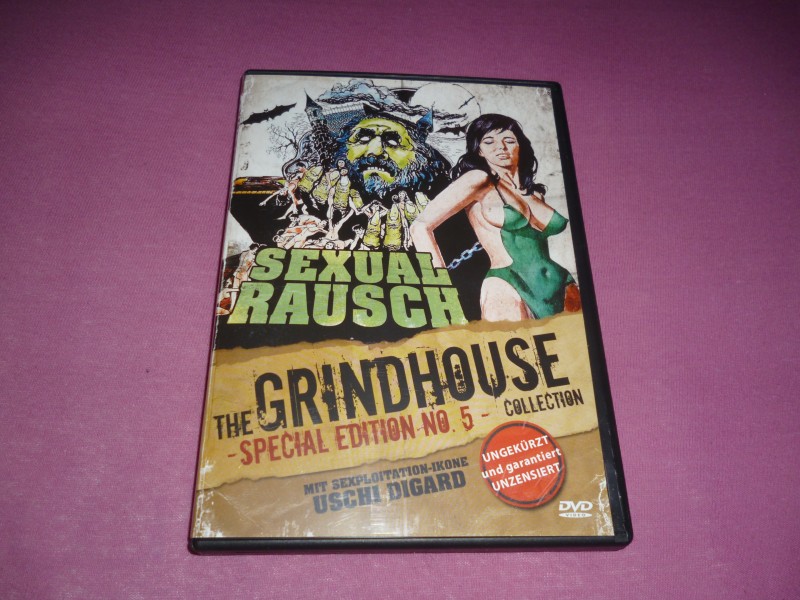 SEXUAL
RAUSCH
THE GRINDHOUSE
COLLECTION
- SPECIAL EDITION NO. 5 -
MIT SEXPLOITATION-IKONE
USCHI DIGARD
UNGEKÜRZT
und garantiert
UNZENSIERT
DVD
VIDEO